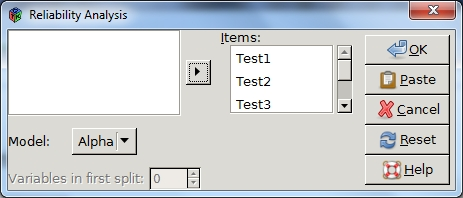 Reliability Analysis
Items:
Test1
Test2
Test3
Model: Alpha
Variables in first split: 0
OK
Paste
Cancel
Reset
Help